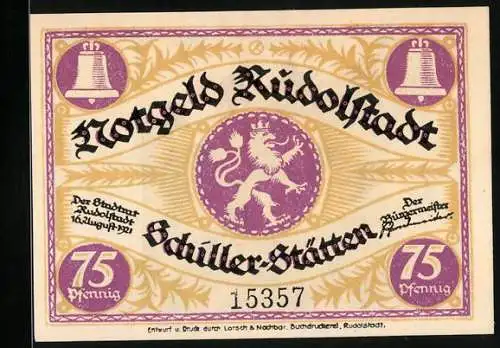 Notgeld Rudolstadt
Der Stadtrat
Rudolstadt
16. August 1921
Der
Bürgermeister
Schiller-Stätten
75
Pfennig
75
Pfennig
15357
Entwurf u. Druck durch Lorsch & Nachbar, Buchdruckerei, Rudolstadt.